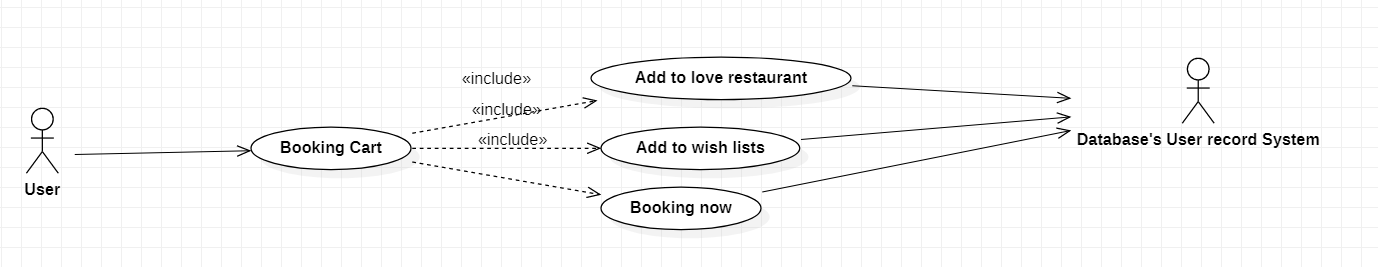 «include»
Add to love restaurant
«include»
Database's User record System
«include»
Booking Cart
Add to wish lists
User
Booking now